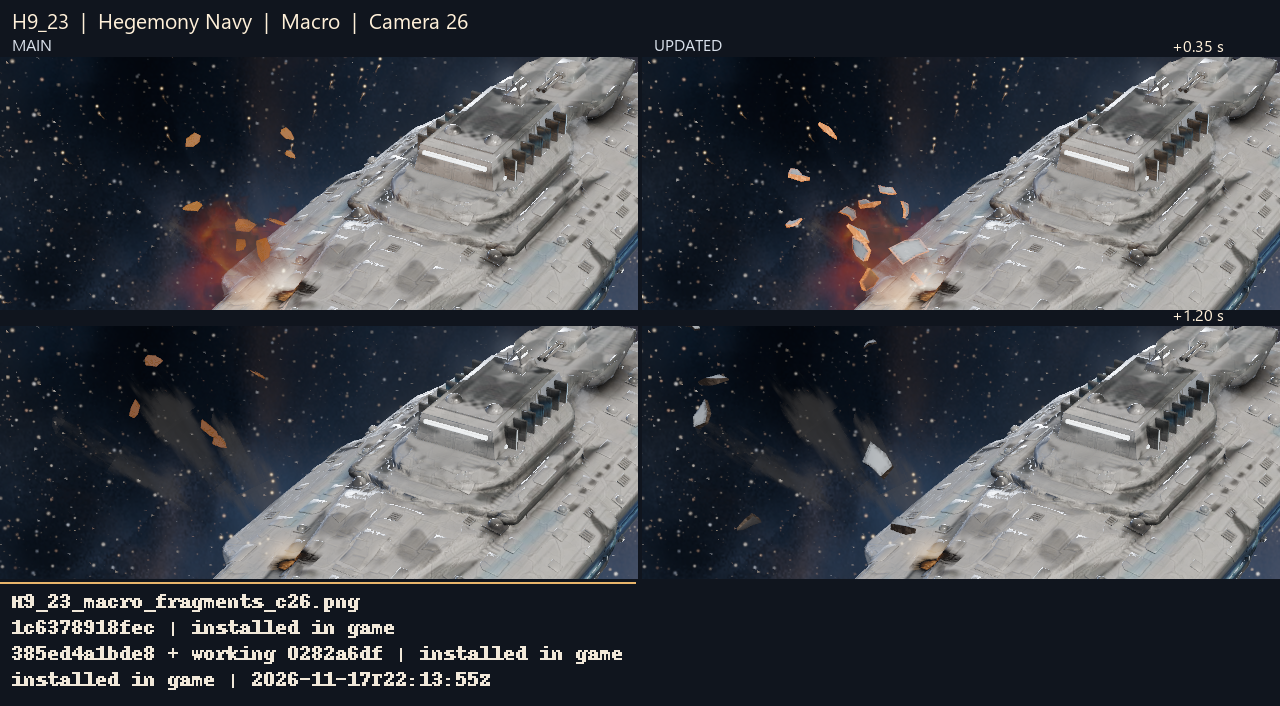 H9_23 | Hegemony Navy | Macro | Camera 26
MAIN
UPDATED
+0.35 s
+1.20 s
H9_23_macro_fragments_c26.png
1c6378918fec | installed in game
385ed4a1bde8 + working 0282a6df | installed in game
installed in game | 2026-11-17T22:13:55Z